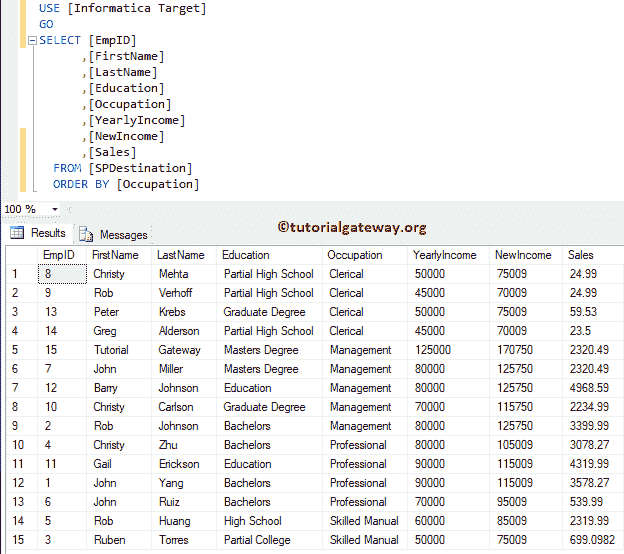 USE [Informatica Target]
GO
SELECT [EmpID]
,[FirstName]
,[LastName]
,[Education]
,[Occupation]
,[YearlyIncome]
,[NewIncome]
,[Sales]
FROM [SPDestination]
ORDER BY [Occupation]
100 %
©tutorialgateway.org
Results Messages
EmpID FirstName LastName Education Occupation YearlyIncome NewIncome Sales
1 8 Christy Mehta Partial High School Clerical 50000 75009 24.99
2 9 Rob Verhoff Partial High School Clerical 45000 70009 24.99
3 13 Peter Krebs Graduate Degree Clerical 50000 75009 59.53
4 14 Greg Alderson Partial High School Clerical 45000 70009 23.5
5 15 Tutorial Gateway Masters Degree Management 125000 170750 2320.49
6 7 John Miller Masters Degree Management 80000 125750 2320.49
7 12 Barry Johnson Education Management 80000 125750 4968.59
8 10 Christy Carlson Graduate Degree Management 70000 115750 2234.99
9 2 Rob Johnson Bachelors Management 80000 125750 3399.99
10 4 Christy Zhu Bachelors Professional 80000 105009 3078.27
11 11 Gail Erickson Education Professional 90000 115009 4319.99
12 1 John Yang Bachelors Professional 90000 115009 3578.27
13 6 John Ruiz Bachelors Professional 70000 95009 539.99
14 5 Rob Huang High School Skilled Manual 60000 85009 2319.99
15 3 Ruben Torres Partial College Skilled Manual 50000 75009 699.0982